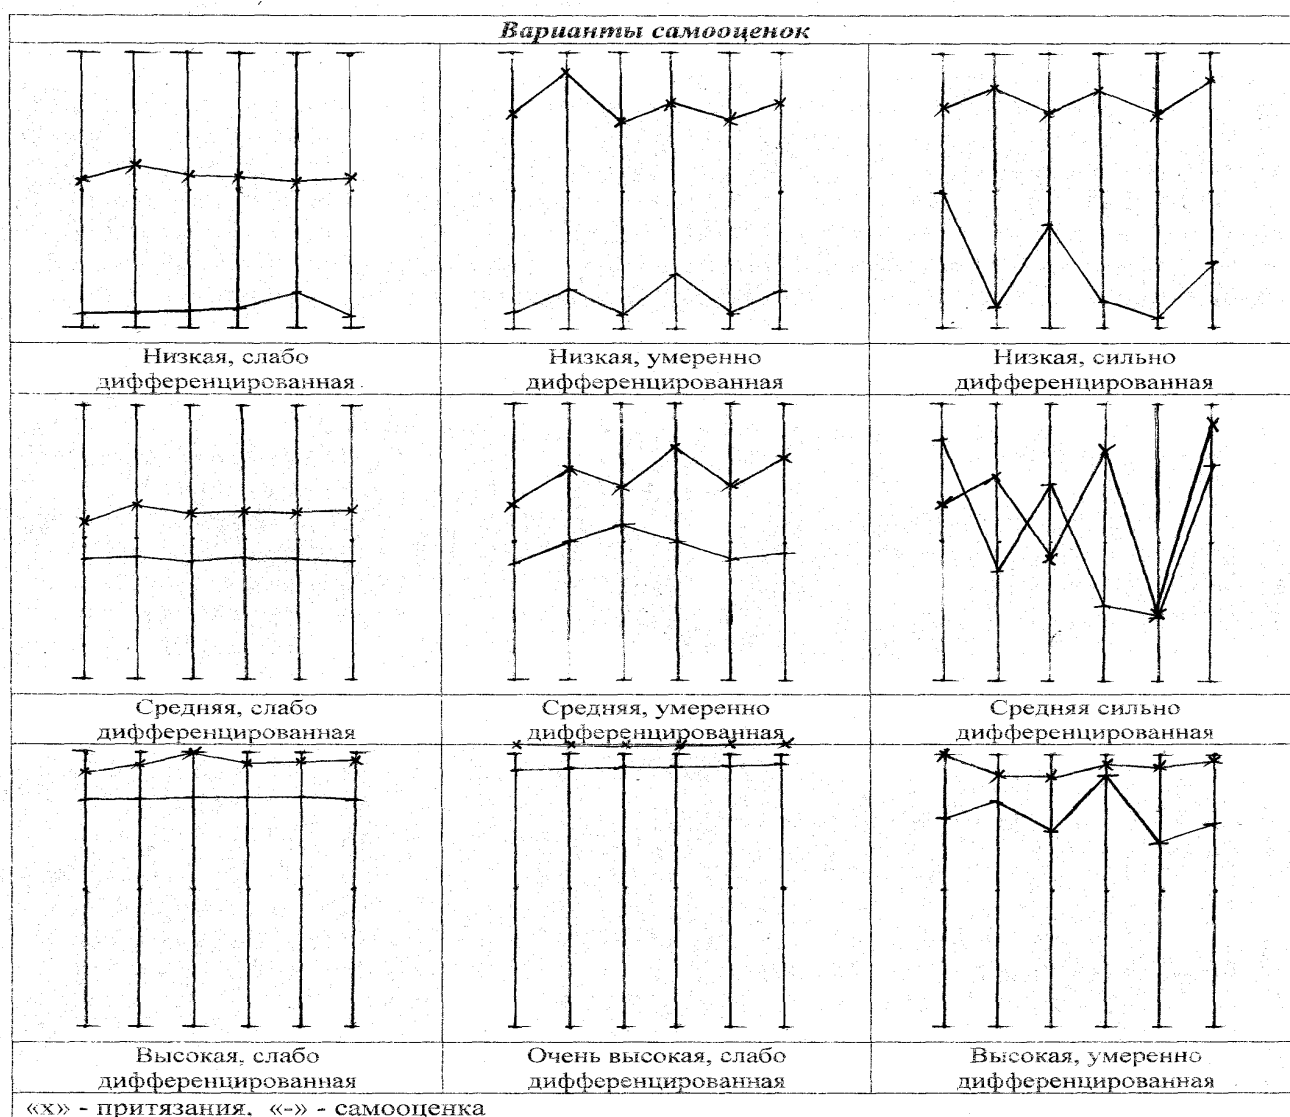 Варианты самооценок
Низкая, слабо
дифференцированная.
Низкая, умеренно
дифференцированная
Низкая, сильно
дифференцированная
Средняя, слабо
дифференцированная
Средняя, умеренно
дифференцированная
Средняя сильно
дифференцированная
Высокая, слабо
дифференцированная
Очень высокая, слабо
дифференцированная
Высокая, умеренно
дифференцированная
«х» - притязания, «-» - самооценка